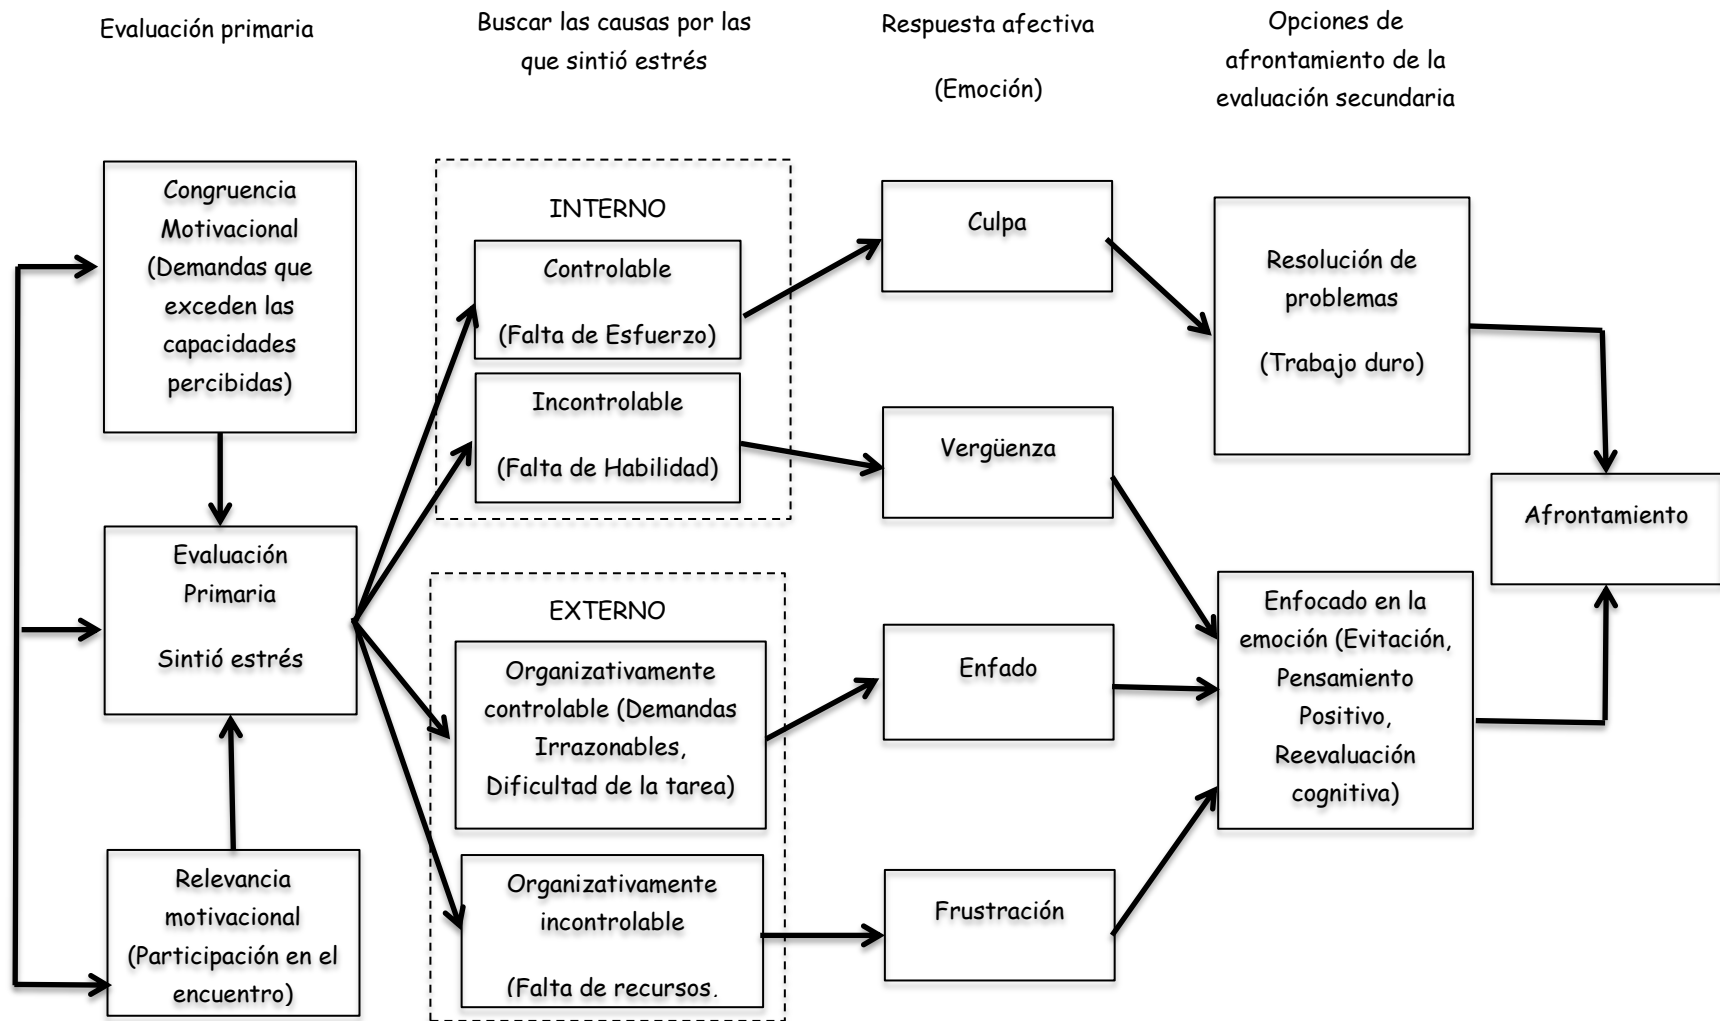 Evaluación primaria
Buscar las causas por las
que sintió estrés
Respuesta afectiva
(Emoción)
Opciones de
afrontamiento de la
evaluación secundaria
Congruencia
Motivacional
(Demandas que
exceden las
capacidades
percibidas)
Evaluación
Primaria
Sintió estrés
Relevancia
motivacional
(Participación en el
encuentro)
INTERNO
Controlable
(Falta de Esfuerzo)
Incontrolable
(Falta de Habilidad)
EXTERNO
Organizativamente
controlable (Demandas
Irrazonables,
Dificultad de la tarea)
Organizativamente
incontrolable
(Falta de recursos,
Culpa
Vergüenza
Enfado
Frustración
Resolución de
problemas
(Trabajo duro)
Enfocado en la
emoción (Evitación,
Pensamiento
Positivo,
Reevaluación
cognitiva)
Afrontamiento